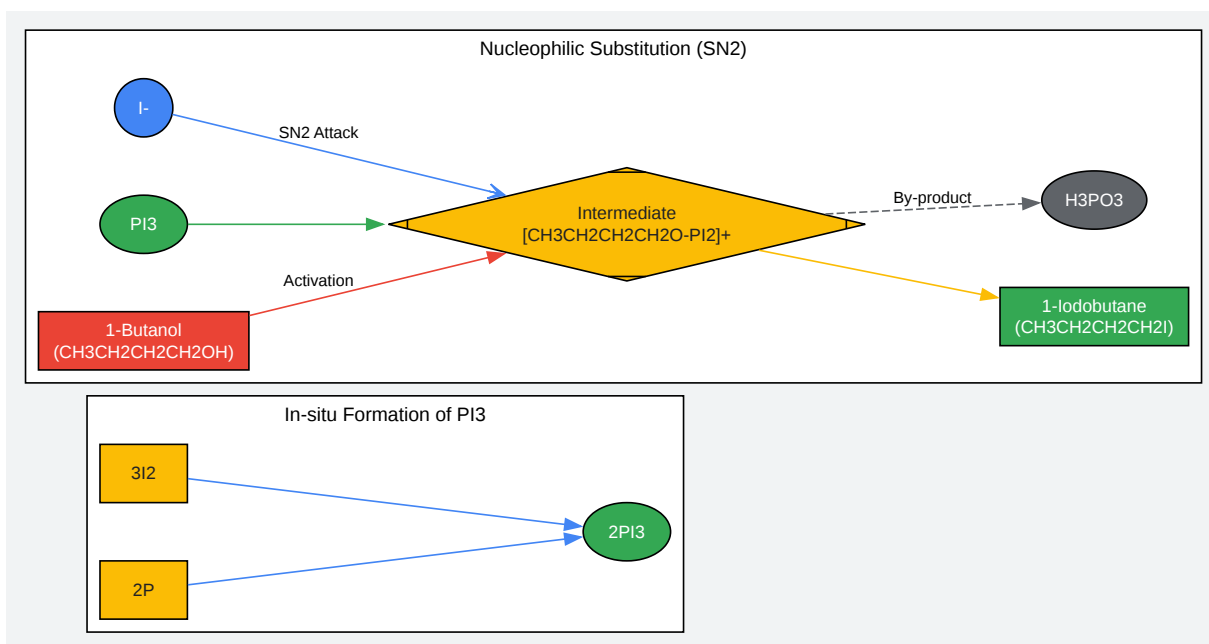 Nucleophilic Substitution (SN2)
I-
SN2 Attack
PI3
Intermediate
[CH3CH2CH2CH2O-PI2]+
By-product
H3PO3
Activation
1-Butanol
(CH3CH2CH2CH2OH)
1-Iodobutane
(CH3CH2CH2CH2I)
In-situ Formation of PI3
3I2
2PI3
2P